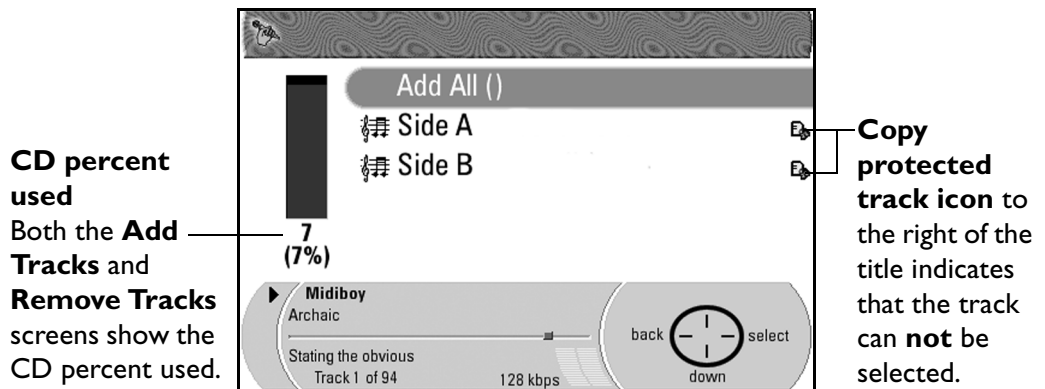 CD percent
used
Both the Add
Tracks and
Remove Tracks
screens show the
CD percent used.
Add All ()
Side A
Side B
7
(7%)
Midiboy
Archaic
Stating the obvious
Track 1 of 94
128 kbps
back
select
down
Copy
protected
track icon to
the right of the
title indicates
that the track
can not be
selected.